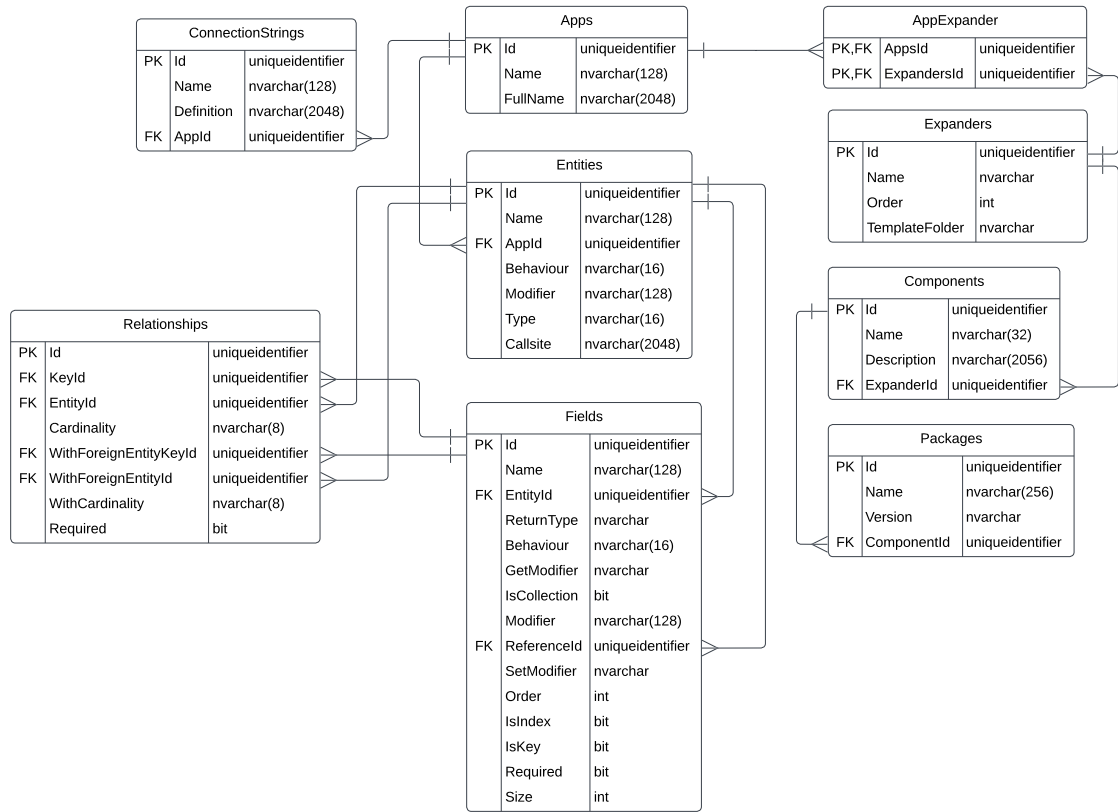 ConnectionStrings
PK Id uniqueidentifier
Name nvarchar(128)
Definition nvarchar(2048)
FK AppId uniqueidentifier
Apps
PK Id uniqueidentifier
Name nvarchar(128)
FullName nvarchar(2048)
AppExpander
PK,FK AppsId uniqueidentifier
PK,FK ExpandersId uniqueidentifier
Expanders
PK Id uniqueidentifier
Name nvarchar
Order int
TemplateFolder nvarchar
Entities
PK Id uniqueidentifier
Name nvarchar(128)
FK AppId uniqueidentifier
Behaviour nvarchar(16)
Modifier nvarchar(128)
Type nvarchar(16)
Callsite nvarchar(2048)
Components
PK Id uniqueidentifier
Name nvarchar(32)
Description nvarchar(2056)
FK ExpanderId uniqueidentifier
Relationships
PK Id uniqueidentifier
FK KeyId uniqueidentifier
FK EntityId uniqueidentifier
Cardinality nvarchar(8)
FK WithForeignEntityKeyId uniqueidentifier
FK WithForeignEntityId uniqueidentifier
WithCardinality nvarchar(8)
Required bit
Fields
PK Id uniqueidentifier
Name nvarchar(128)
FK EntityId uniqueidentifier
ReturnType nvarchar
Behaviour nvarchar(16)
GetModifier nvarchar
IsCollection bit
Modifier nvarchar(128)
FK ReferenceId uniqueidentifier
SetModifier nvarchar
Order int
IsIndex bit
IsKey bit
Required bit
Size int
Packages
PK Id uniqueidentifier
Name nvarchar(256)
Version nvarchar
FK ComponentId uniqueidentifier